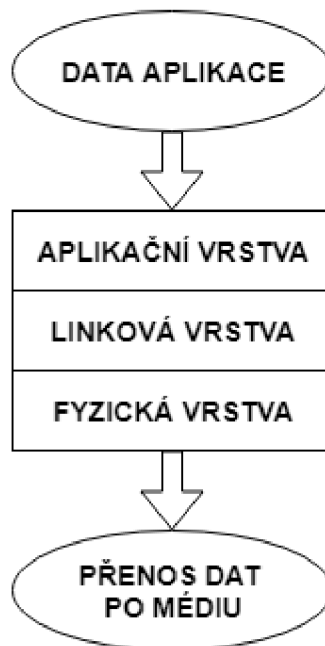 DATA APLIKACE
APLIKAČNÍ VRSTVA
LINKOVÁ VRSTVA
FYZICKÁ VRSTVA
PŘENOS DAT
PO MÉDIU